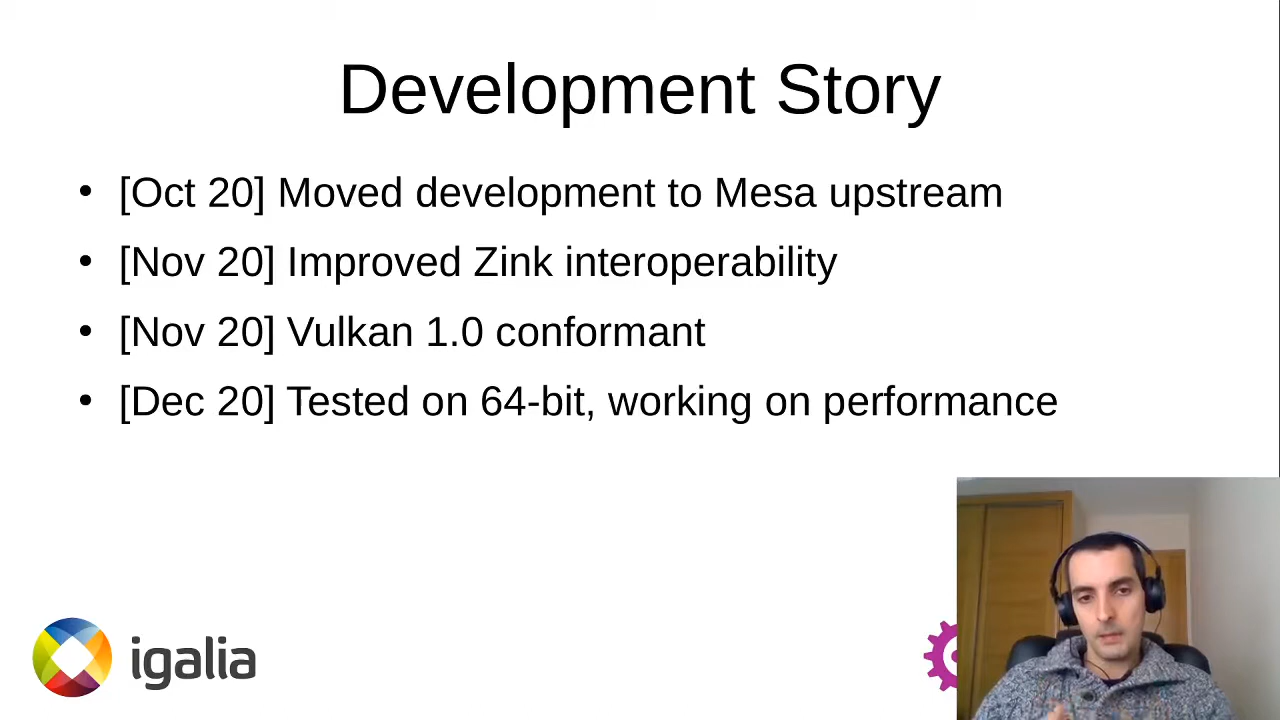 Development Story
• [Oct 20] Moved development to Mesa upstream
• [Nov 20] Improved Zink interoperability
• [Nov 20] Vulkan 1.0 conformant
• [Dec 20] Tested on 64-bit, working on performance
igalia